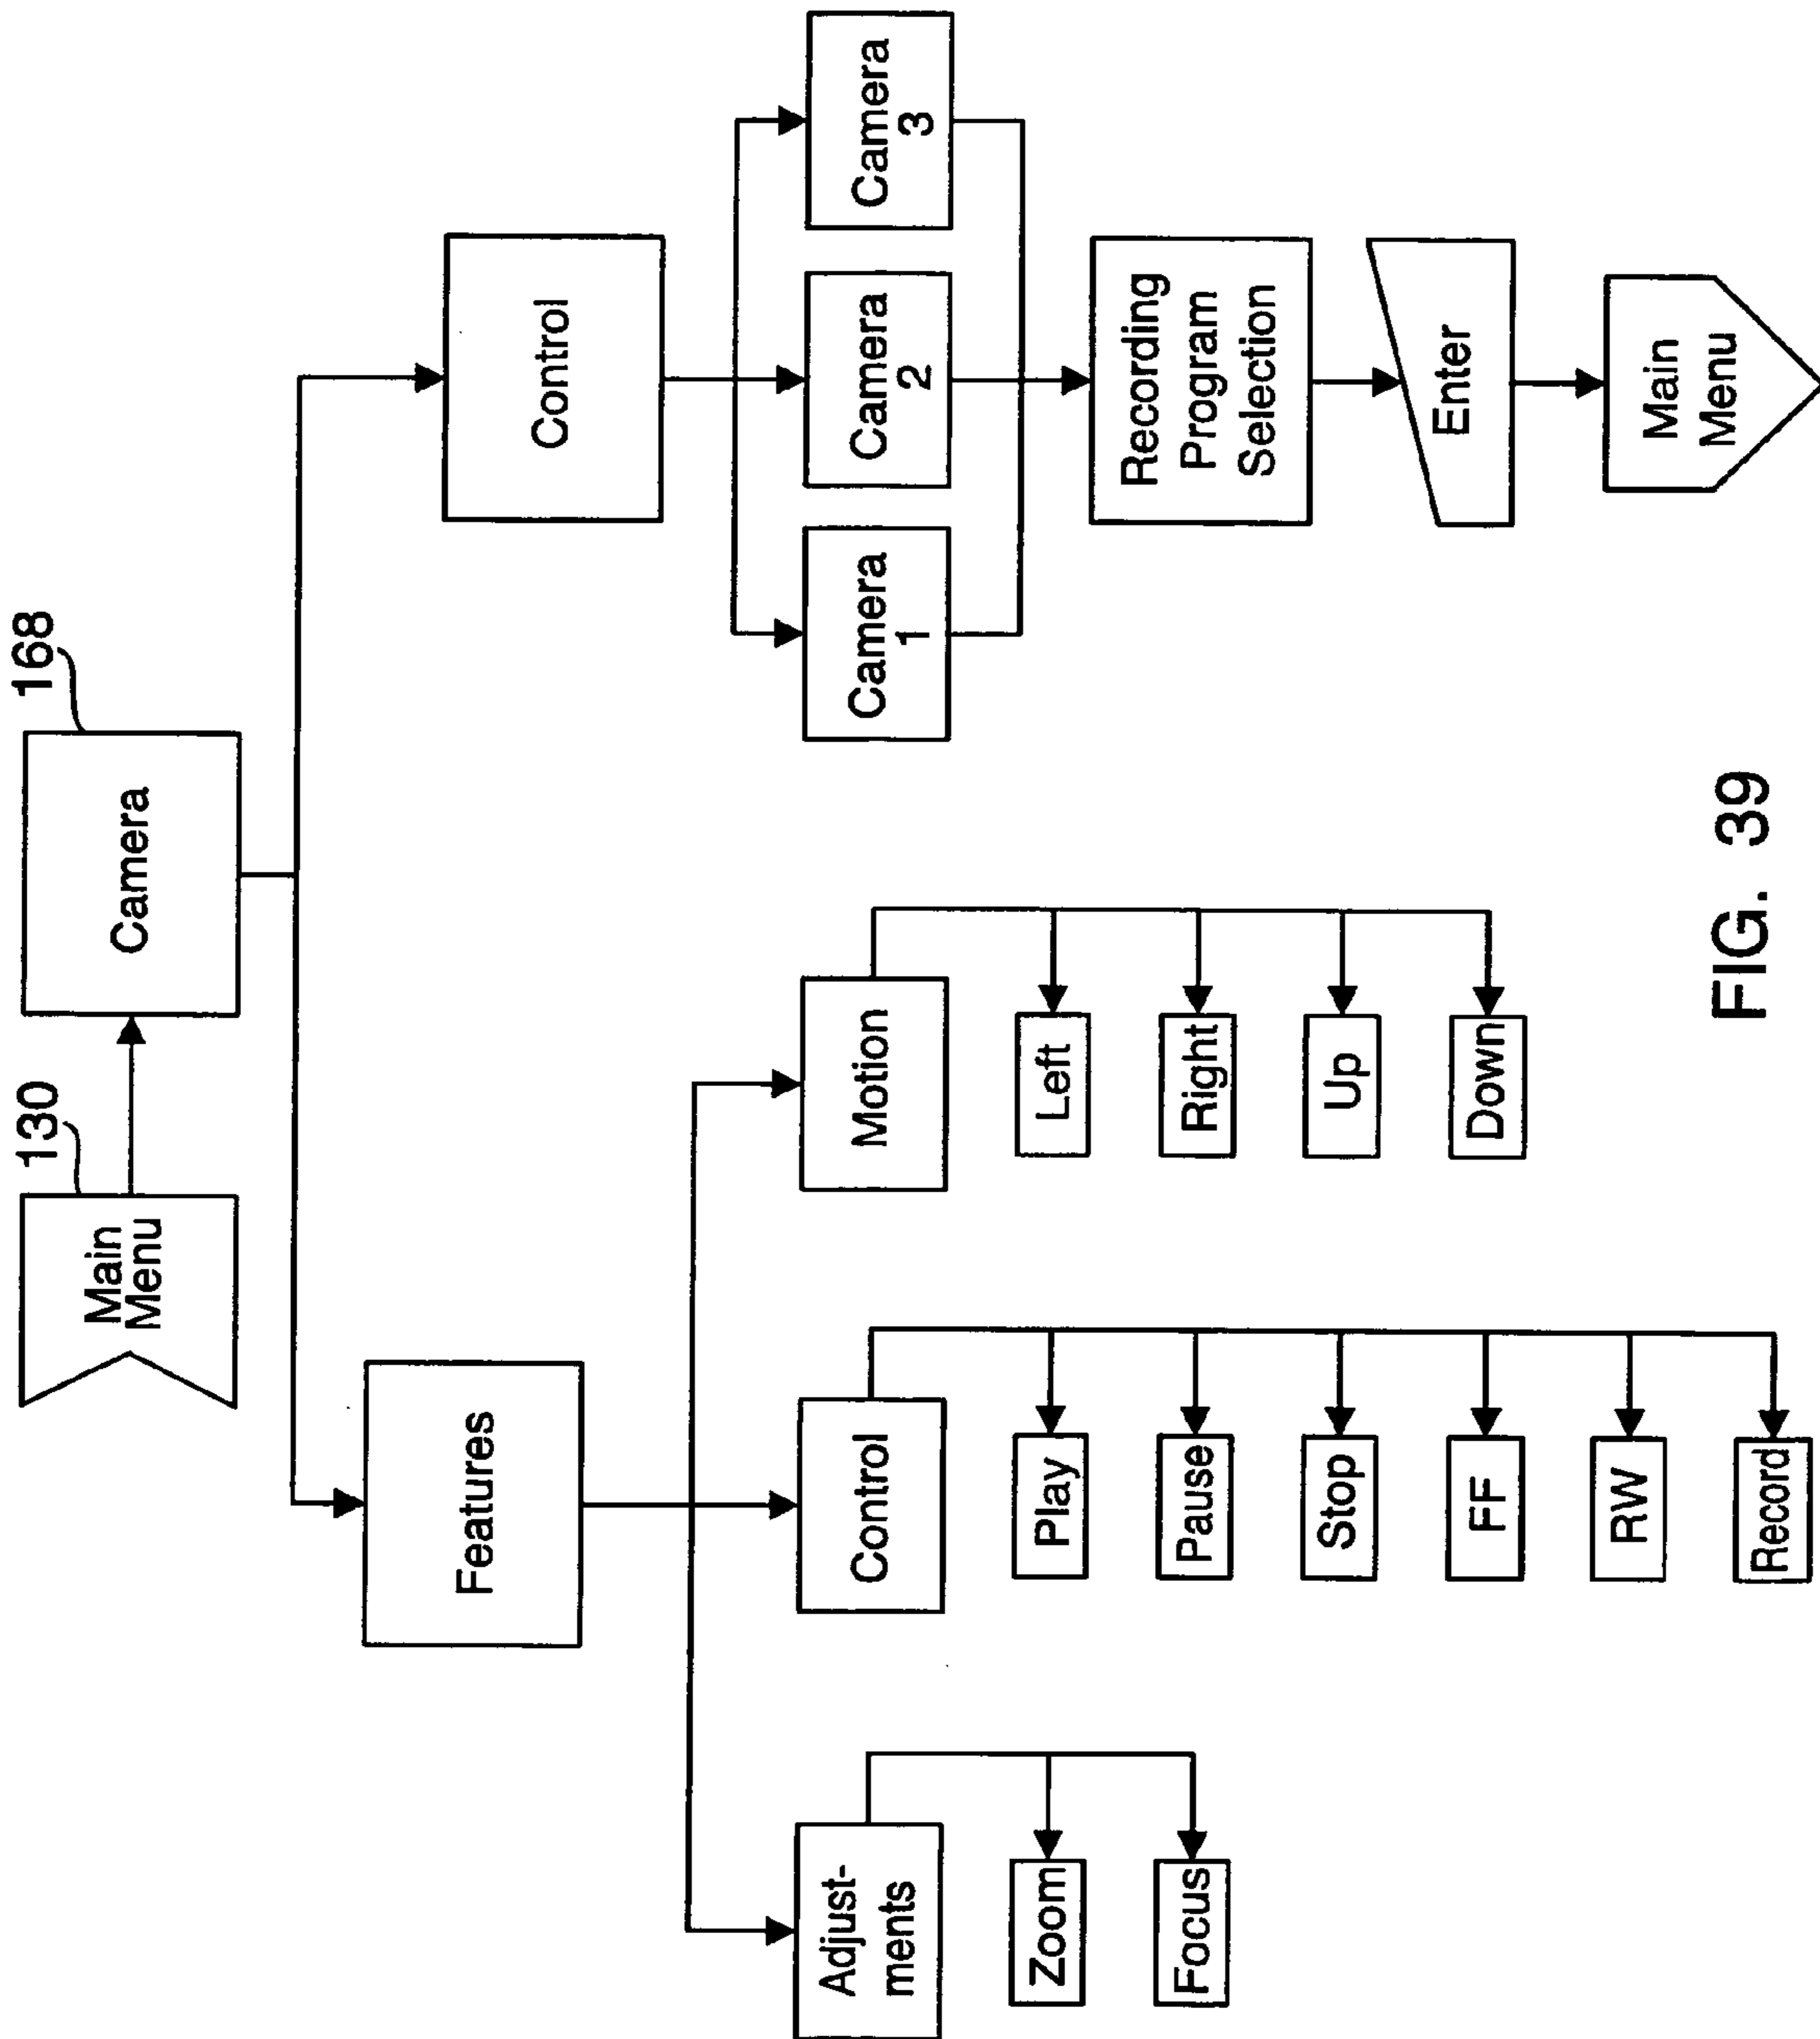 130
168
Main
Menu
Camera
Features
Control
Adjust-
ments
Control
Motion
Camera
1
Camera
2
Camera
3
Zoom
Focus
Play
Pause
Stop
FF
RW
Record
Left
Right
Up
Down
Recording
Program
Selection
Enter
Main
Menu
FIG. 39